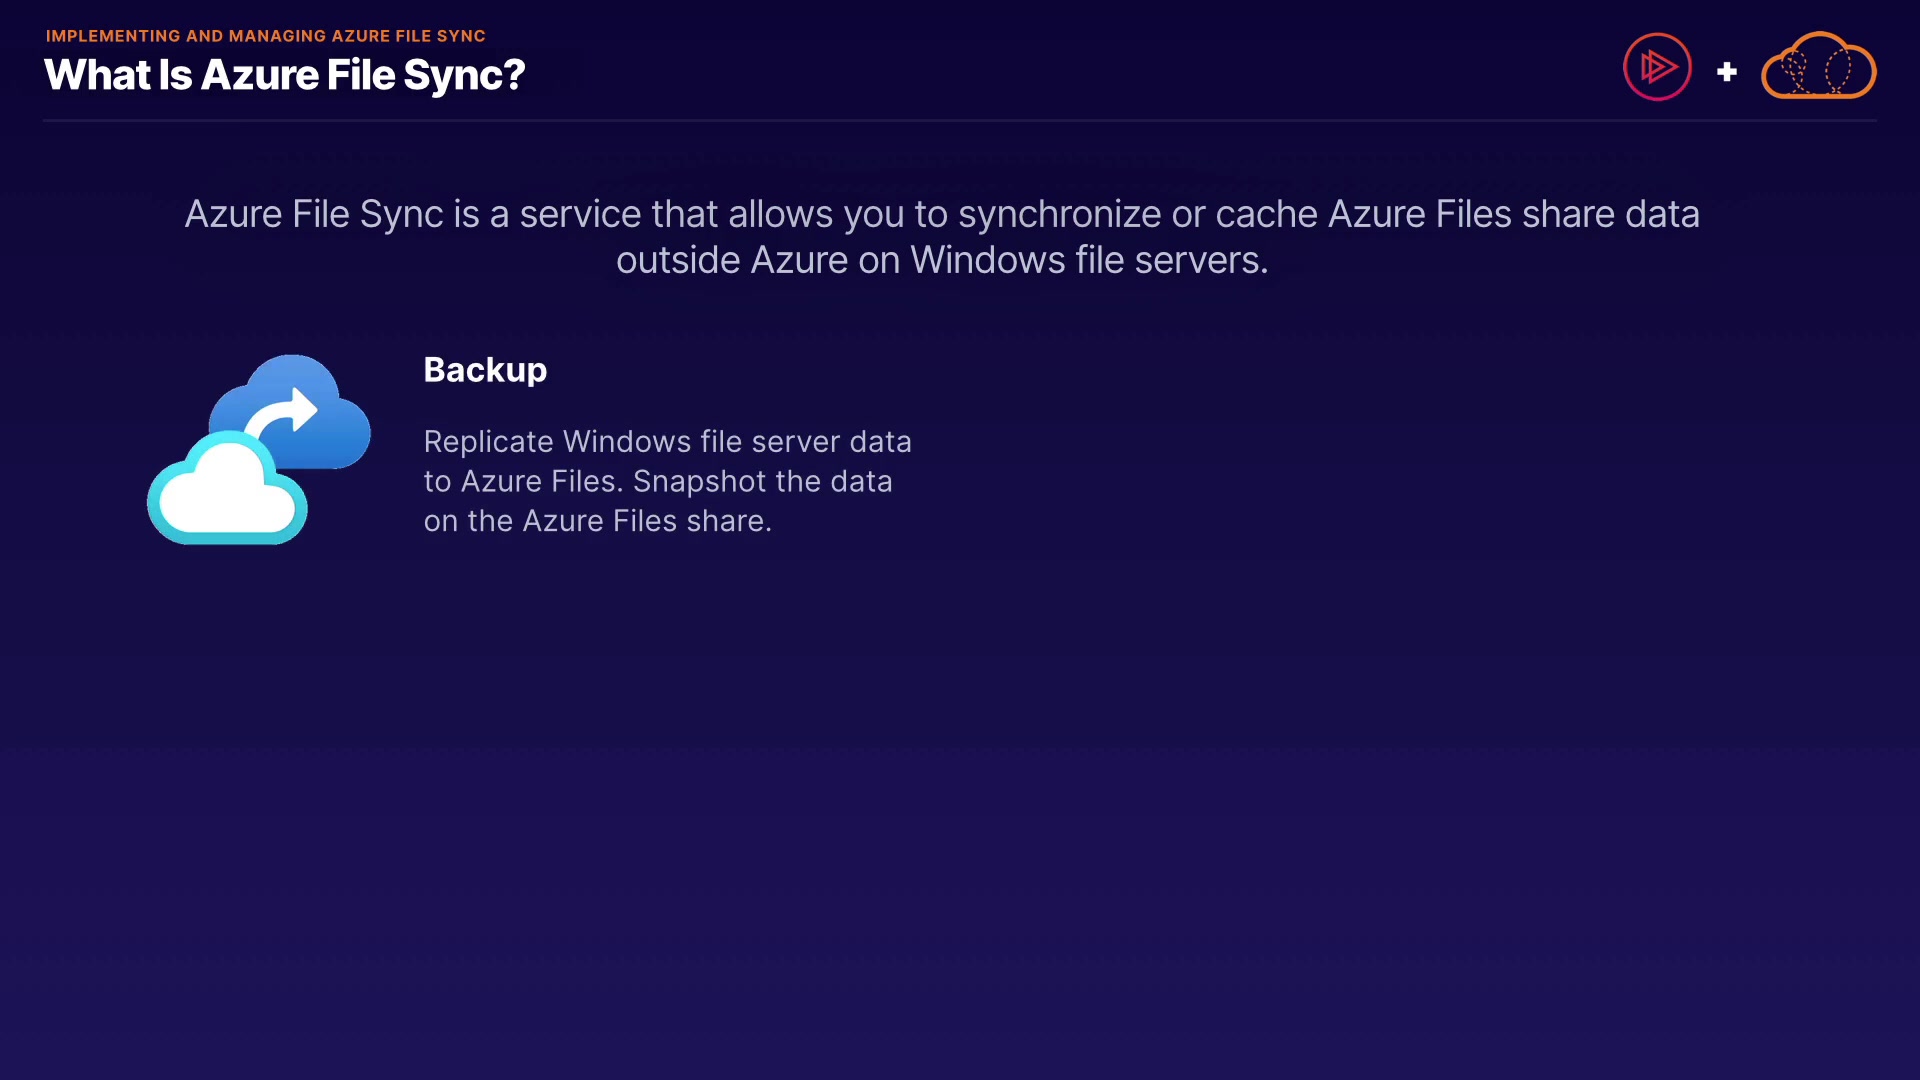 IMPLEMENTING AND MANAGING AZURE FILE SYNC
What Is Azure File Sync?
Azure File Sync is a service that allows you to synchronize or cache Azure Files share data
outside Azure on Windows file servers.
Backup
Replicate Windows file server data
to Azure Files. Snapshot the data
on the Azure Files share.